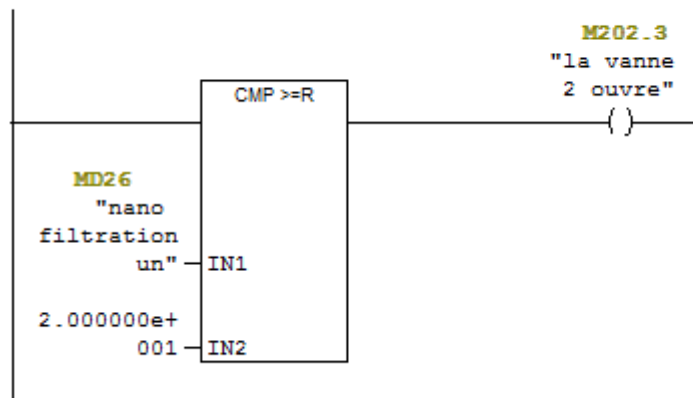 M202.3
"la vanne
2 ouvre"
CMP >=R
MD26
"nano
filtration
un"
IN1
2.000000e+
001
IN2